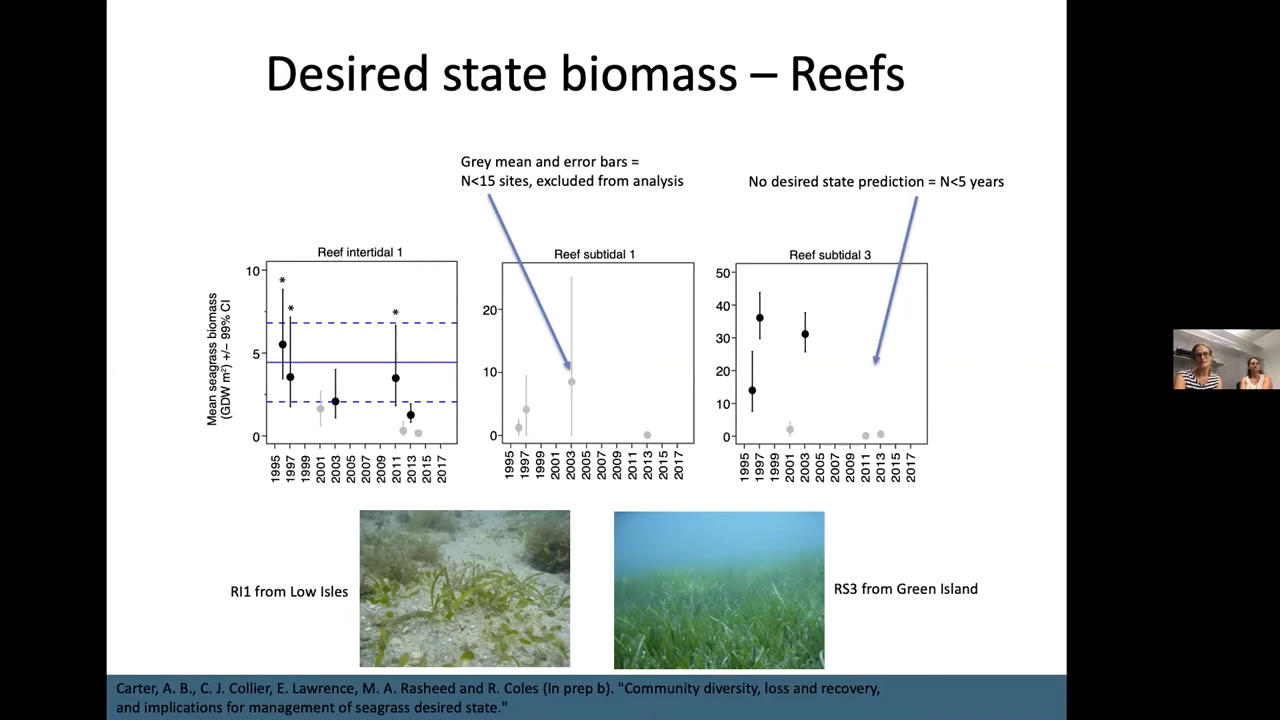 Desired state biomass – Reefs
Grey mean and error bars =
N<15 sites, excluded from analysis
No desired state prediction = N<5 years
Reef intertidal 1
Mean seagrass biomass
(GDW m²) +/− 99% CI
10
5
0
* * *
1995 1997 1999 2001 2003 2005 2007 2009 2011 2013 2015 2017
Reef subtidal 1
20
10
0
1995 1997 1999 2001 2003 2005 2007 2009 2011 2013 2015 2017
Reef subtidal 3
50
40
30
20
10
0
1995 1997 1999 2001 2003 2005 2007 2009 2011 2013 2015 2017
RI1 from Low Isles
RS3 from Green Island
Carter, A. B., C. J. Collier, E. Lawrence, M. A. Rasheed and R. Coles (In prep b). "Community diversity, loss and recovery,
and implications for management of seagrass desired state."